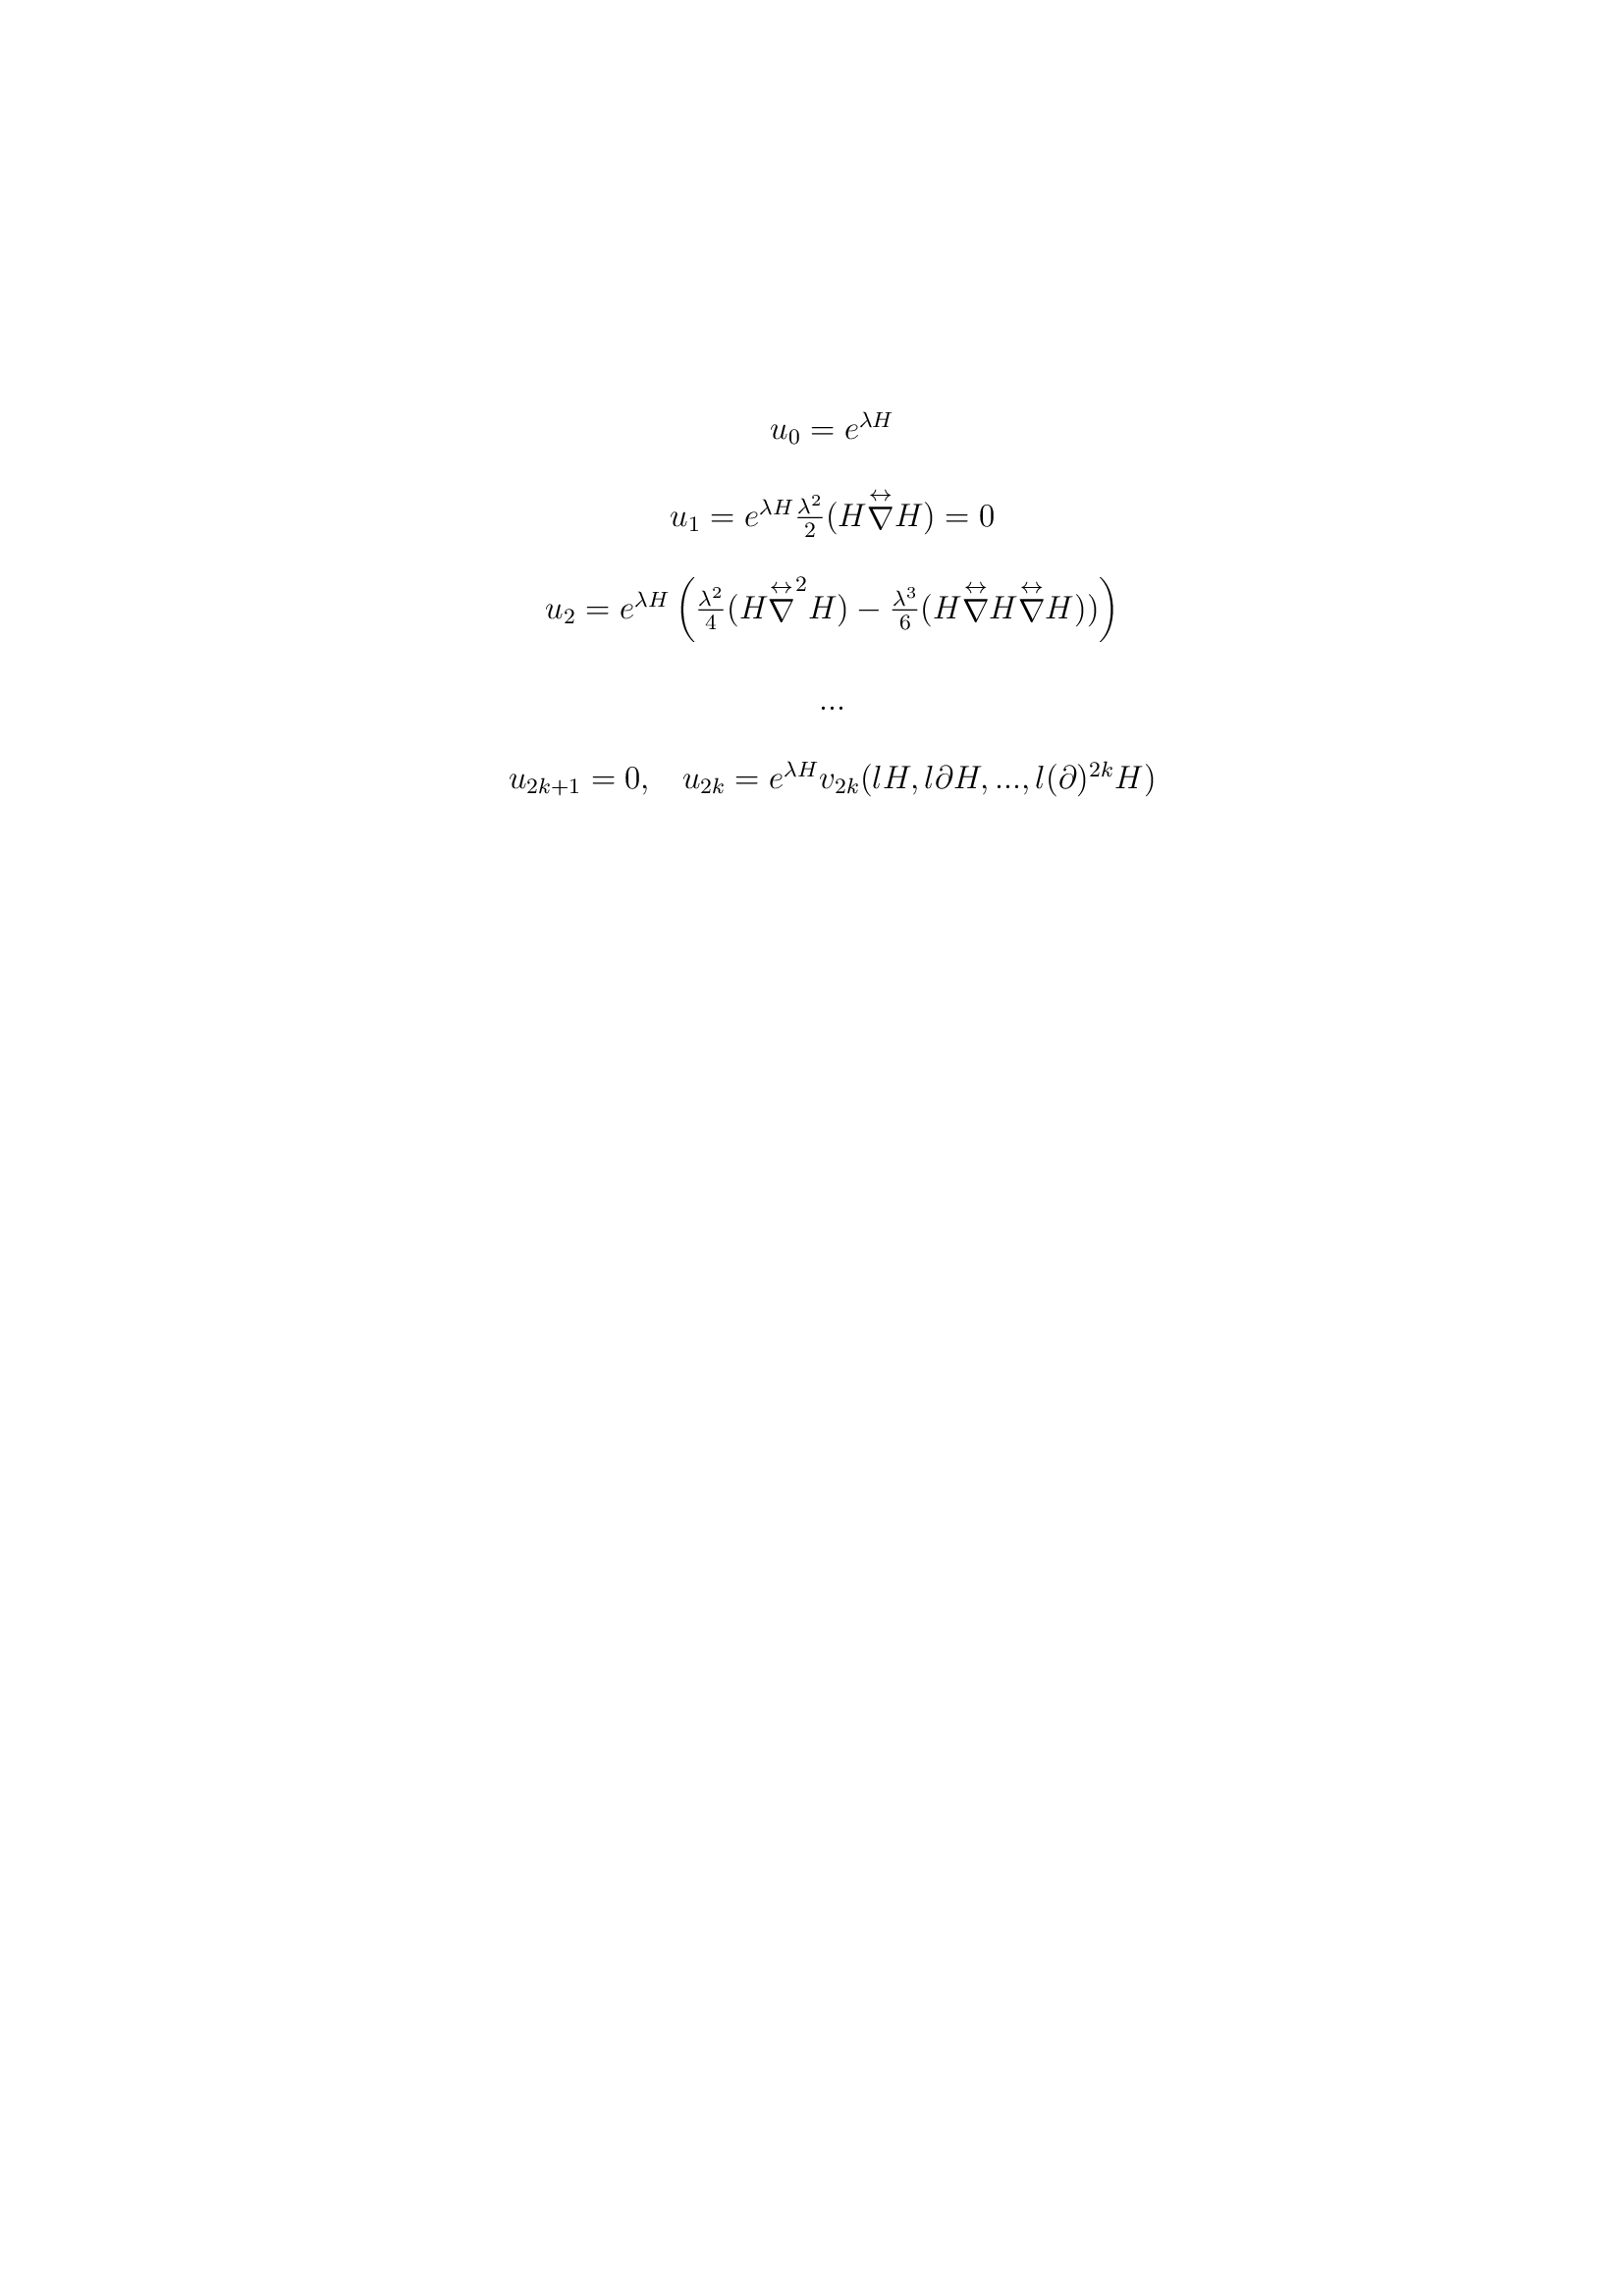 $u_0 = e^{\lambda H}$
$u_1 = e^{\lambda H} \frac{\lambda^2}{2} (H \overset{\leftrightarrow}{\nabla} H) = 0$
$u_2 = e^{\lambda H} \left( \frac{\lambda^2}{4} (H \overset{\leftrightarrow}{\nabla}^2 H) - \frac{\lambda^3}{6} (H \overset{\leftrightarrow}{\nabla} H \overset{\leftrightarrow}{\nabla} H)) \right)$
...
$u_{2k+1} = 0, \quad u_{2k} = e^{\lambda H} v_{2k} (lH, l\partial H, ..., l(\partial)^{2k} H)$